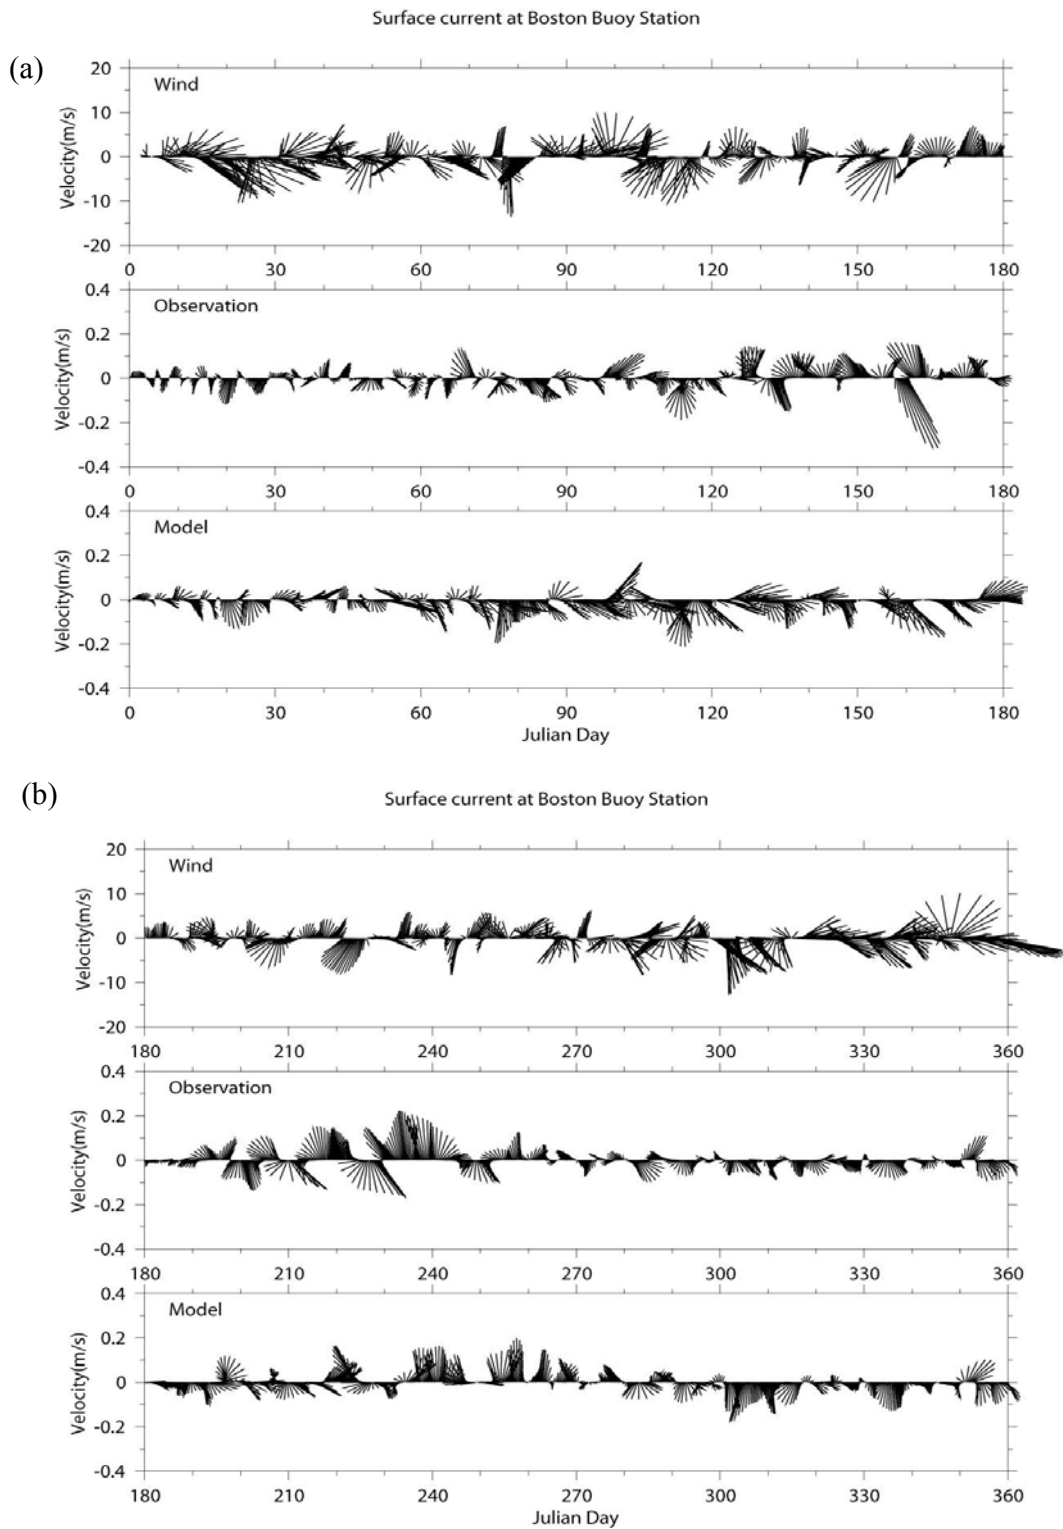 Surface current at Boston Buoy Station
(a)
Wind
Velocity(m/s)
20
10
0
-10
-20
0 30 60 90 120 150 180
Observation
Velocity(m/s)
0.4
0.2
0
-0.2
-0.4
0 30 60 90 120 150 180
Model
Velocity(m/s)
0.4
0.2
0
-0.2
-0.4
0 30 60 90 120 150 180
Julian Day
(b)
Surface current at Boston Buoy Station
Wind
Velocity(m/s)
20
10
0
-10
-20
180 210 240 270 300 330 360
Observation
Velocity(m/s)
0.4
0.2
0
-0.2
-0.4
180 210 240 270 300 330 360
Model
Velocity(m/s)
0.4
0.2
0
-0.2
-0.4
180 210 240 270 300 330 360
Julian Day